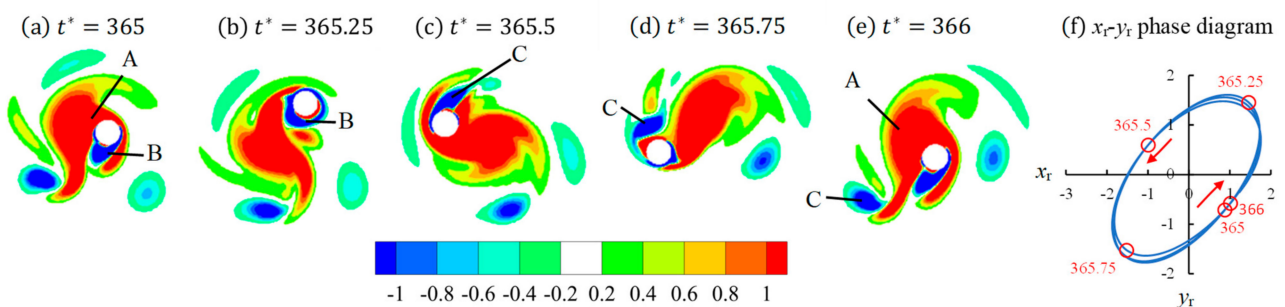 (a) t* = 365
(b) t* = 365.25
(c) t* = 365.5
(d) t* = 365.75
(e) t* = 366
(f) xr-yr phase diagram
A
B
B
C
C
A
C
-1 -0.8 -0.6 -0.4 -0.2 0.2 0.4 0.6 0.8 1
2
365.25
365.5
1
xr
0
-3 -2 -1 0 1 2
366
-1
365
365.75
-2
yr